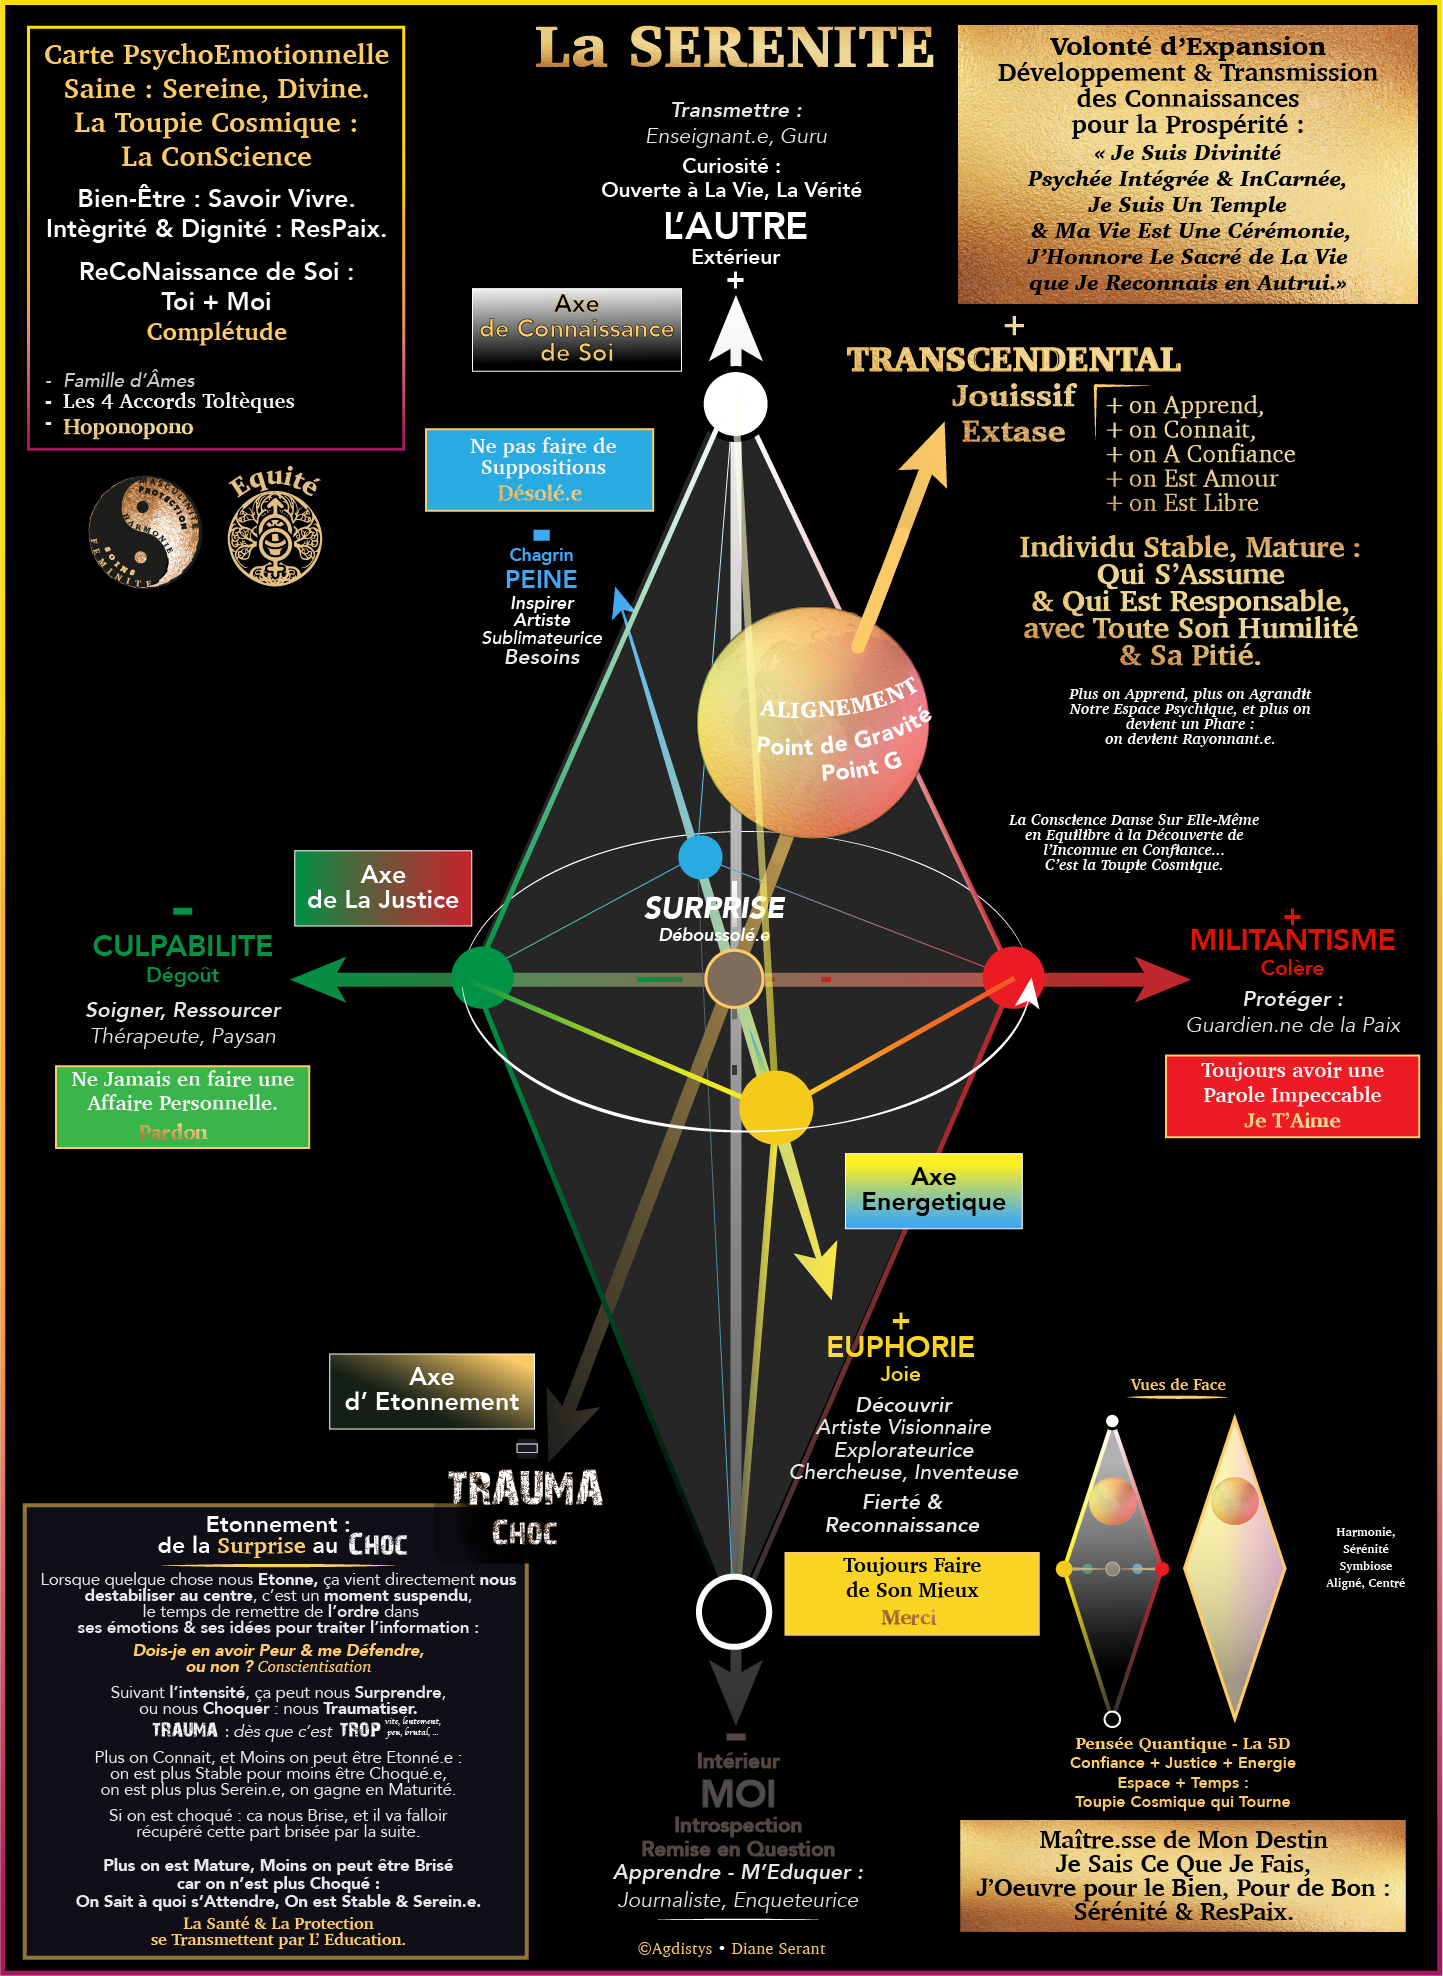 La SERENITE
Carte PsychoEmotionnelle
Saine : Sereine, Divine.
La Toupie Cosmique :
La ConScience
Bien-Être : Savoir Vivre.
Intègrité & Dignité : ResPaix.
ReCoNaissance de Soi :
Toi + Moi
Complétude
- Famille d’Âmes
- Les 4 Accords Toltèques
- Hoponopono
MASCULINITE
PROTECTION
HARMONIE
SOINS
FEMINITE
Equité
Transmettre :
Enseignant.e, Guru
Curiosité :
Ouverte à La Vie, La Vérité
L’AUTRE
Extérieur
+
Volonté d’Expansion
Développement & Transmission
des Connaissances
pour la Prospérité :
« Je Suis Divinité
Psychée Intégrée & InCarnée,
Je Suis Un Temple
& Ma Vie Est Une Cérémonie,
J’Honnore Le Sacré de La Vie
que Je Reconnais en Autrui.»
Axe
de Connaissance
de Soi
+
TRANSCENDENTAL
Jouissif
Extase
+ on Apprend,
+ on Connait,
+ on A Confiance
+ on Est Amour
+ on Est Libre
Ne pas faire de
Suppositions
Désolé.e
-
Chagrin
PEINE
Inspirer
Artiste
Sublimateurice
Besoins
Individu Stable, Mature :
Qui S’Assume
& Qui Est Responsable,
avec Toute Son Humilité
& Sa Pitié.
Plus on Apprend, plus on Agrandit
Notre Espace Psychique, et plus on
devient un Phare :
on devient Rayonnant.e.
ALIGNEMENT
Point de Gravité
Point G
La Conscience Danse Sur Elle-Même
en Equilibre à la Découverte de
l’Inconnue en Confiance...
C’est la Toupie Cosmique.
Axe
de La Justice
SURPRISE
Déboussolé.e
-
CULPABILITE
Dégoût
Soigner, Ressourcer
Thérapeute, Paysan
Ne Jamais en faire une
Affaire Personnelle.
Pardon
+
MILITANTISME
Colère
Protéger :
Guardien.ne de la Paix
Toujours avoir une
Parole Impeccable
Je T’Aime
Axe
Energetique
+
EUPHORIE
Joie
Découvrir
Artiste Visionnaire
Explorateurice
Chercheuse, Inventeuse
Fierté &
Reconnaissance
Toujours Faire
de Son Mieux
Merci
Axe
d’ Etonnement
-
TRAUMA
CHOC
Etonnement :
de la Surprise au CHOC
Lorsque quelque chose nous Etonne, ça vient directement nous
destabiliser au centre, c’est un moment suspendu,
le temps de remettre de l’ordre dans
ses émotions & ses idées pour traiter l’information :
Dois-je en avoir Peur & me Défendre,
ou non ? Conscientisation
Suivant l’intensité, ça peut nous Surprendre,
ou nous Choquer : nous Traumatiser.
TRAUMA : dès que c’est TROP vite, lentement,
peu, brutal, ...
Plus on Connait, et Moins on peut être Etonné.e :
on est plus Stable pour moins être Choqué.e,
on est plus plus Serein.e, on gagne en Maturité.
Si on est choqué : ca nous Brise, et il va falloir
récupéré cette part brisée par la suite.
Plus on est Mature, Moins on peut être Brisé
car on n’est plus Choqué :
On Sait à quoi s’Attendre, On est Stable & Serein.e.
La Santé & La Protection
se Transmettent par L’ Education.
-
Intérieur
MOI
Introspection
Remise en Question
Apprendre - M’Eduquer :
Journaliste, Enqueteurice
©Agdistys • Diane Serant
Vues de Face
Harmonie,
Sérénité
Symbiose
Aligné, Centré
Pensée Quantique - La 5D
Confiance + Justice + Energie
Espace + Temps :
Toupie Cosmique qui Tourne
Maître.sse de Mon Destin
Je Sais Ce Que Je Fais,
J’Oeuvre pour le Bien, Pour de Bon :
Sérénité & ResPaix.